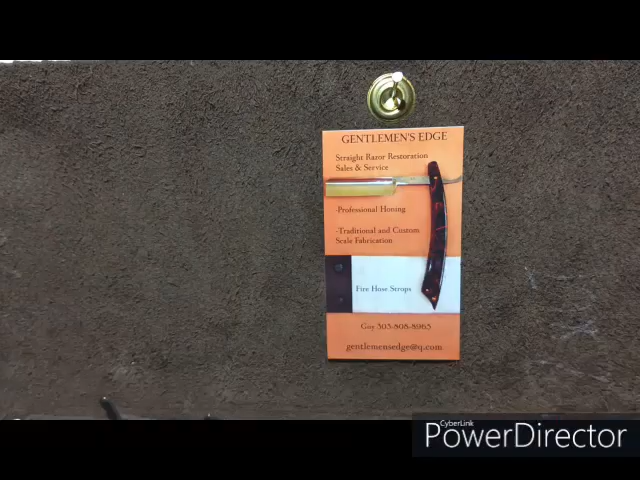 GENTLEMEN'S EDGE
Straight Razor Restoration
Sales & Service
-Professional Honing
-Traditional and Custom
Scale Fabrication
Fire Hose Strops
Guy 303-808-8963
gentlemensedge@q.com
CyberLink
PowerDirector